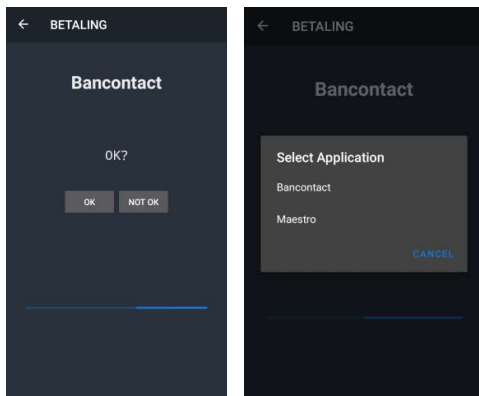 BETALING
Bancontact
OK?
OK
NOT OK
BETALING
Bancontact
Select Application
Bancontact
Maestro
CANCEL